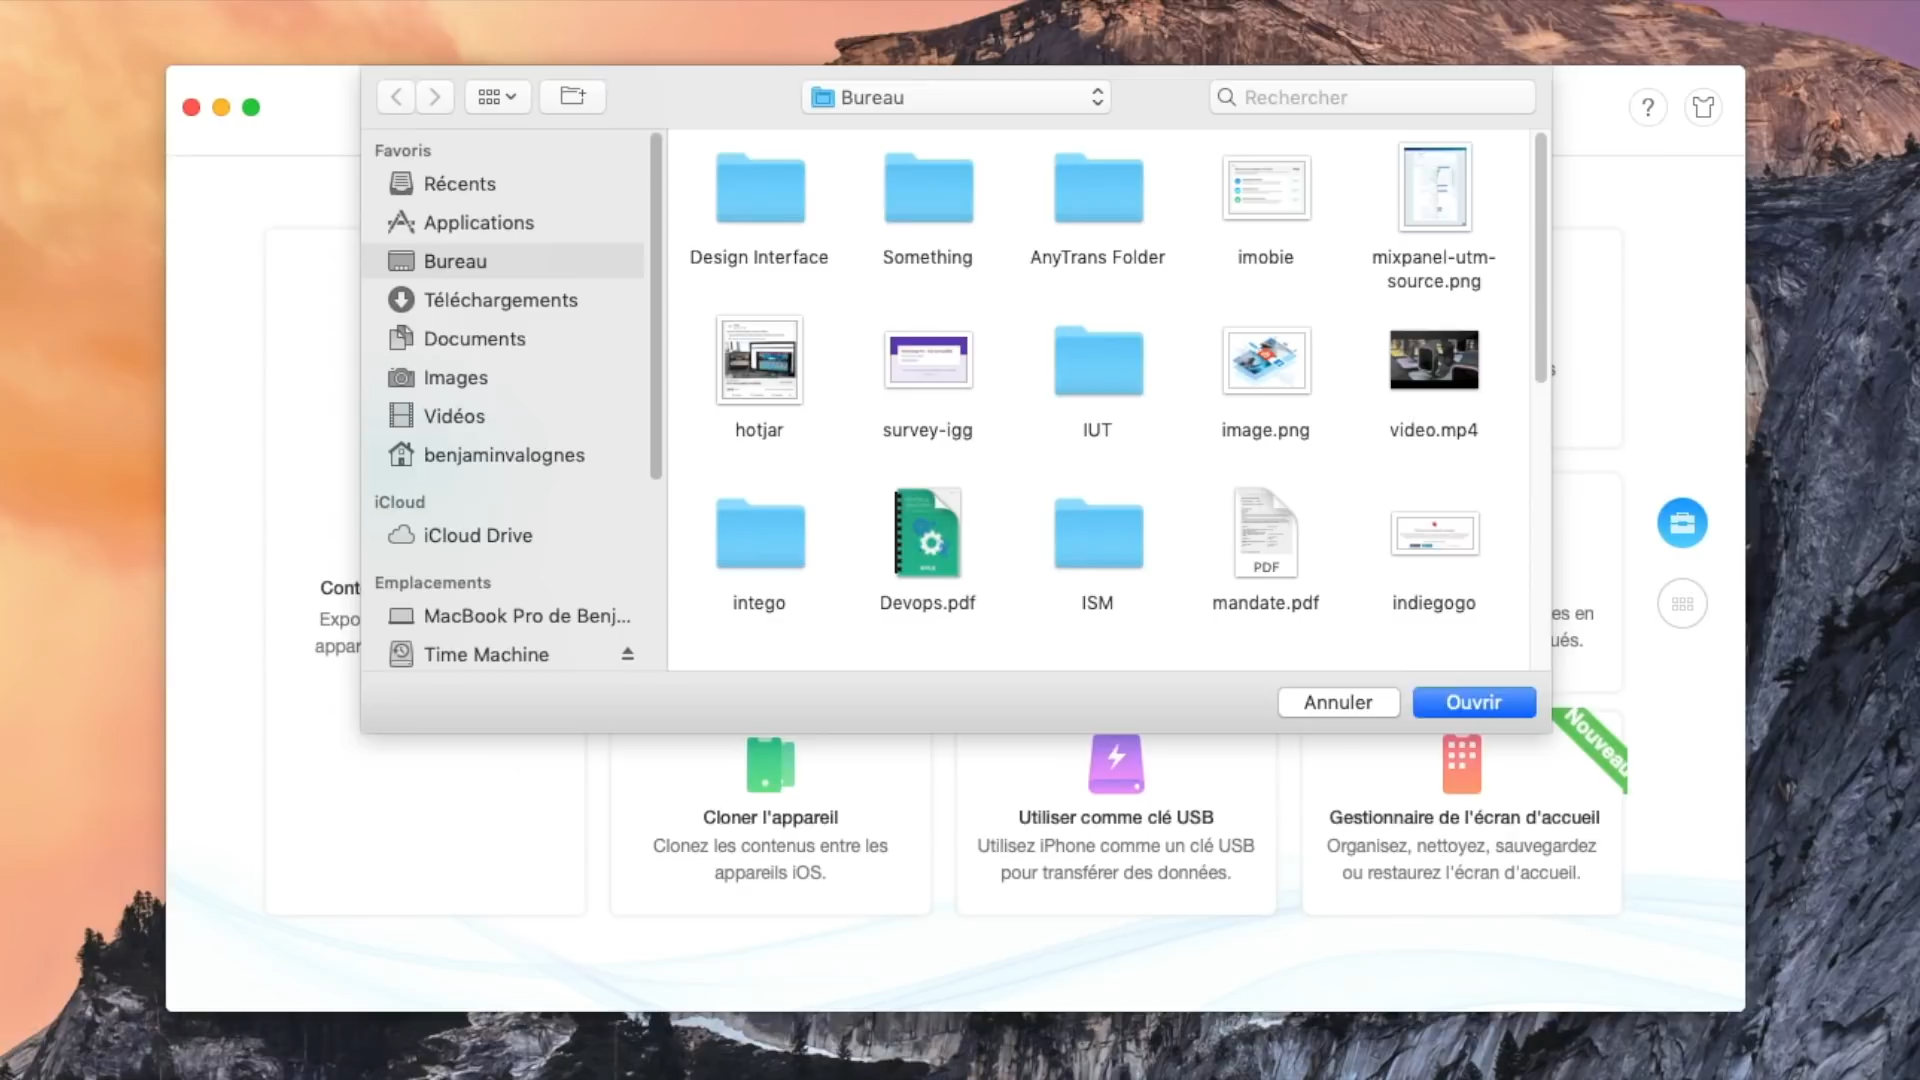 Bureau
Rechercher
?
Favoris
Récents
Applications
Bureau
Téléchargements
Documents
Images
Vidéos
benjaminvalognes
iCloud
iCloud Drive
Emplacements
MacBook Pro de Benj...
Time Machine
Design Interface
Something
AnyTrans Folder
imobie
mixpanel-utm-
source.png
hotjar
survey-igg
IUT
image.png
video.mp4
intego
Devops.pdf
ISM
PDF
mandate.pdf
indiegogo
Annuler
Ouvrir
Cont
Expo
appar
s
es en
ués.
Nouveau
Cloner l'appareil
Clonez les contenus entre les
appareils iOS.
Utiliser comme clé USB
Utilisez iPhone comme un clé USB
pour transférer des données.
Gestionnaire de l'écran d'accueil
Organisez, nettoyez, sauvegardez
ou restaurez l'écran d'accueil.